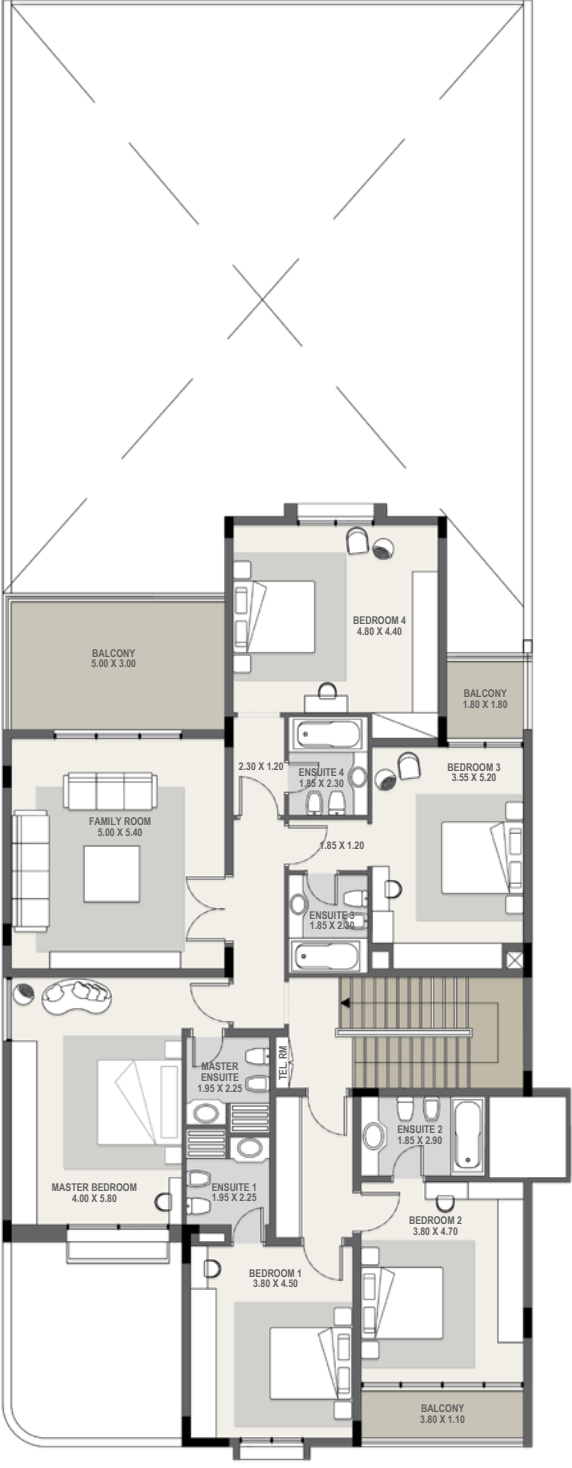 BEDROOM 4
4.80 X 4.40
BALCONY
5.00 X 3.00
BALCONY
1.80 X 1.80
2.30 X 1.20
ENSUITE 4
1.85 X 2.30
BEDROOM 3
3.55 X 5.20
FAMILY ROOM
5.00 X 5.40
1.85 X 1.20
ENSUITE 3
1.85 X 2.30
TEL. RM
MASTER
ENSUITE
1.95 X 2.25
ENSUITE 2
1.85 X 2.90
MASTER BEDROOM
4.00 X 5.80
ENSUITE 1
1.95 X 2.25
BEDROOM 2
3.80 X 4.70
BEDROOM 1
3.80 X 4.50
BALCONY
3.80 X 1.10